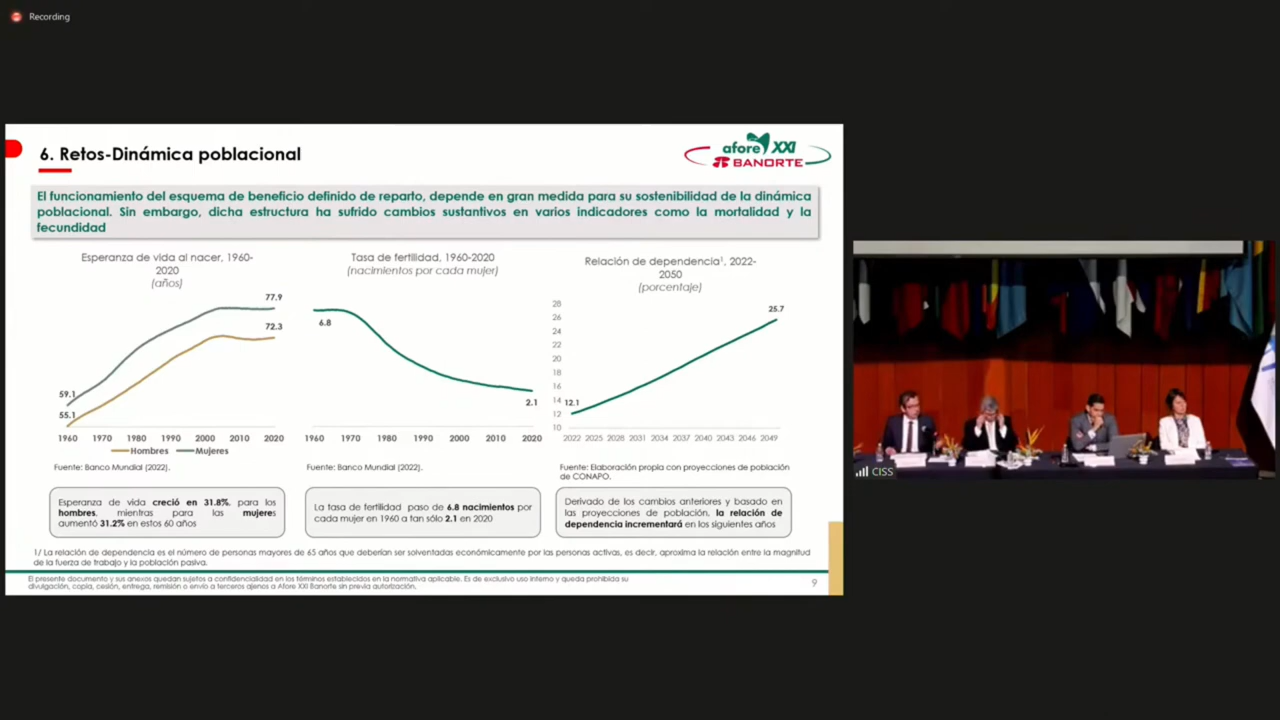 Recording
6. Retos-Dinámica poblacional
afore XXI
BANORTE
El funcionamiento del esquema de beneficio definido de reparto, depende en gran medida para su sostenibilidad de la dinámica
poblacional. Sin embargo, dicha estructura ha sufrido cambios sustantivos en varios indicadores como la mortalidad y la
fecundidad
Esperanza de vida al nacer, 1960-
2020
(años)
77.9
72.3
59.1
55.1
1960 1970 1980 1990 2000 2010 2020
Hombres Mujeres
Fuente: Banco Mundial (2022).
Esperanza de vida creció en 31.8%, para los
hombres, mientras para las mujeres
aumentó 31.2% en estos 60 años
Tasa de fertilidad, 1960-2020
(nacimientos por cada mujer)
6.8
2.1
1960 1970 1980 1990 2000 2010 2020
Fuente: Banco Mundial (2022).
La tasa de fertilidad paso de 6.8 nacimientos por
cada mujer en 1960 a tan sólo 2.1 en 2020
Relación de dependencia¹, 2022-
2050
(porcentaje)
28
26
24
22
20
18
16
14
12
10
25.7
12.1
2022 2025 2028 2031 2034 2037 2040 2043 2046 2049
Fuente: Elaboración propia con proyecciones de población
de CONAPO.
Derivado de los cambios anteriores y basado en
las proyecciones de población, la relación de
dependencia incrementará en los siguientes años
1/ La relación de dependencia es el número de personas mayores de 65 años que deberían ser solventadas económicamente por las personas activas, es decir, aproxima la relación entre la magnitud
de la fuerza de trabajo y la población pasiva.
El presente documento y sus anexos quedan sujetos a confidencialidad en los términos establecidos en la normativa aplicable. Es de exclusivo uso interno y queda prohibida su
divulgación, copia, cesión, entrega, remisión o envío a terceros ajenos a Afore XXI Banorte sin previa autorización.
9
CISS